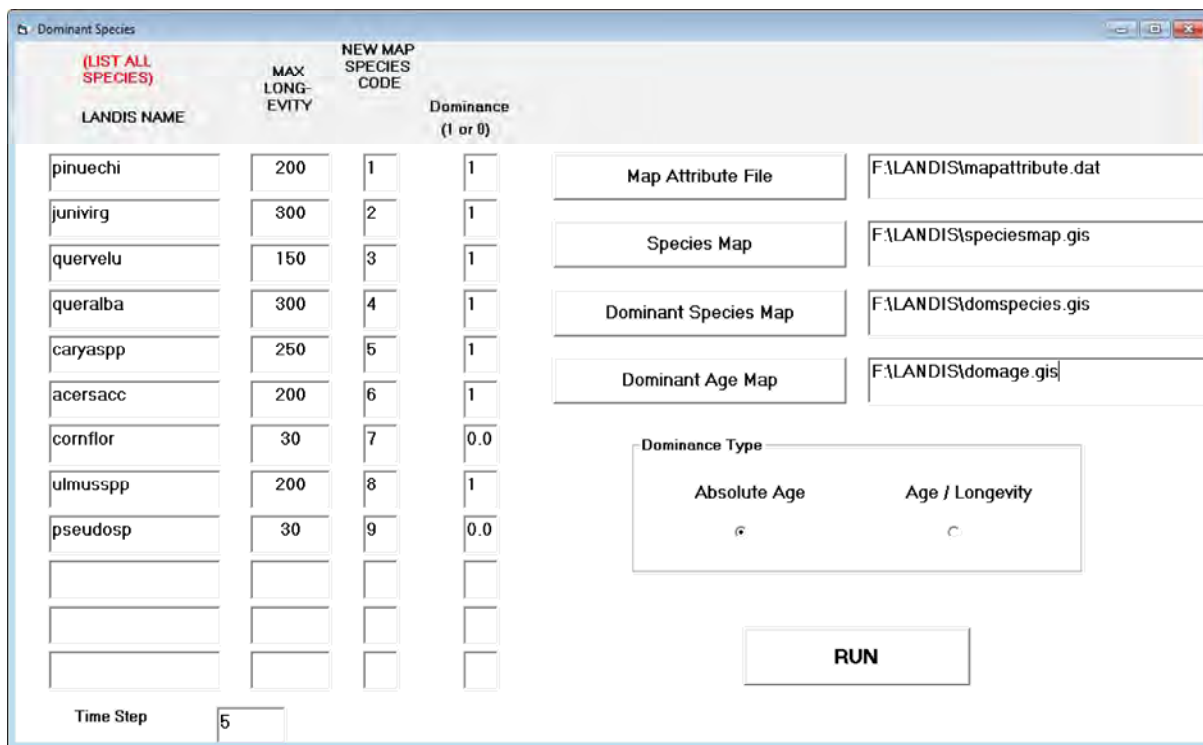 Dominant Species
(LIST ALL
SPECIES)
LANDIS NAME
MAX
LONG-
EVITY
NEW MAP
SPECIES
CODE
Dominance
(1 or 0)
pinuechi 200 1 1
junivirg 300 2 1
quervelu 150 3 1
queralba 300 4 1
caryaspp 250 5 1
acersacc 200 6 1
cornflor 30 7 0.0
ulmusspp 200 8 1
pseudosp 30 9 0.0
Time Step 5
Map Attribute File F:\LANDIS\mapattribute.dat
Species Map F:\LANDIS\speciesmap.gis
Dominant Species Map F:\LANDIS\domspecies.gis
Dominant Age Map F:\LANDIS\domage.gis
Dominance Type
Absolute Age Age / Longevity
RUN